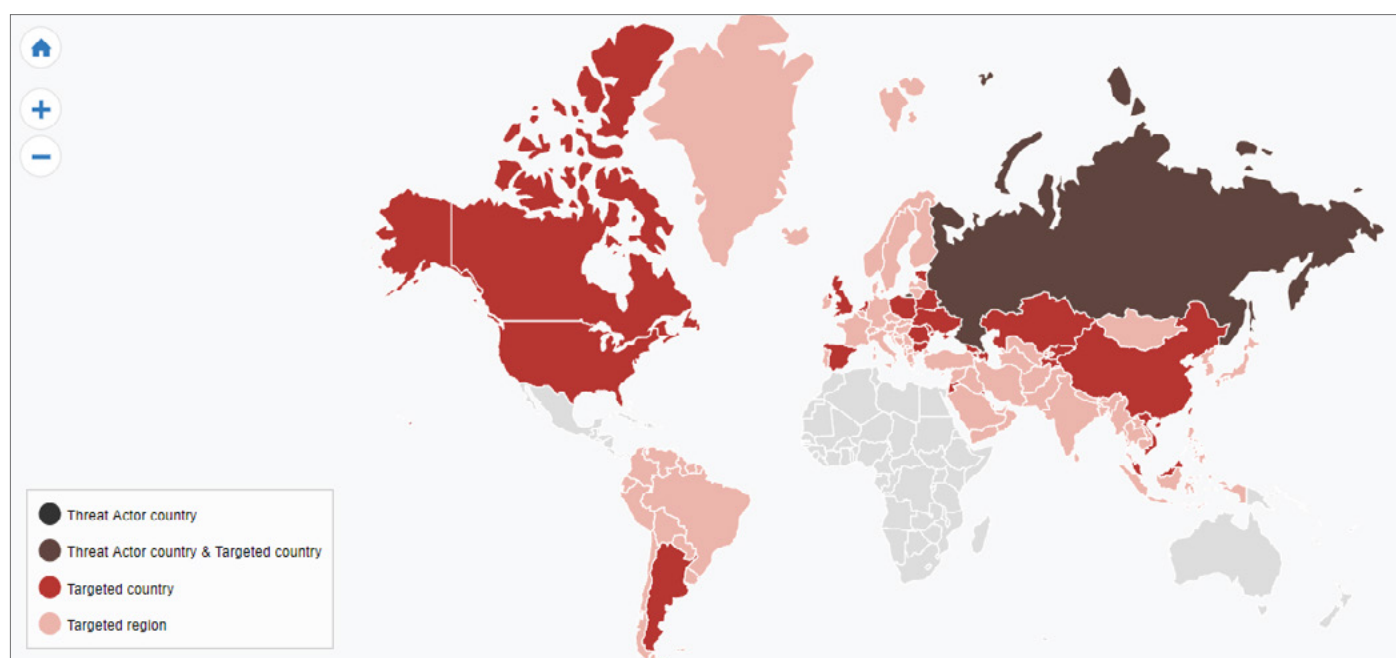 Threat Actor country
Threat Actor country & Targeted country
Targeted country
Targeted region